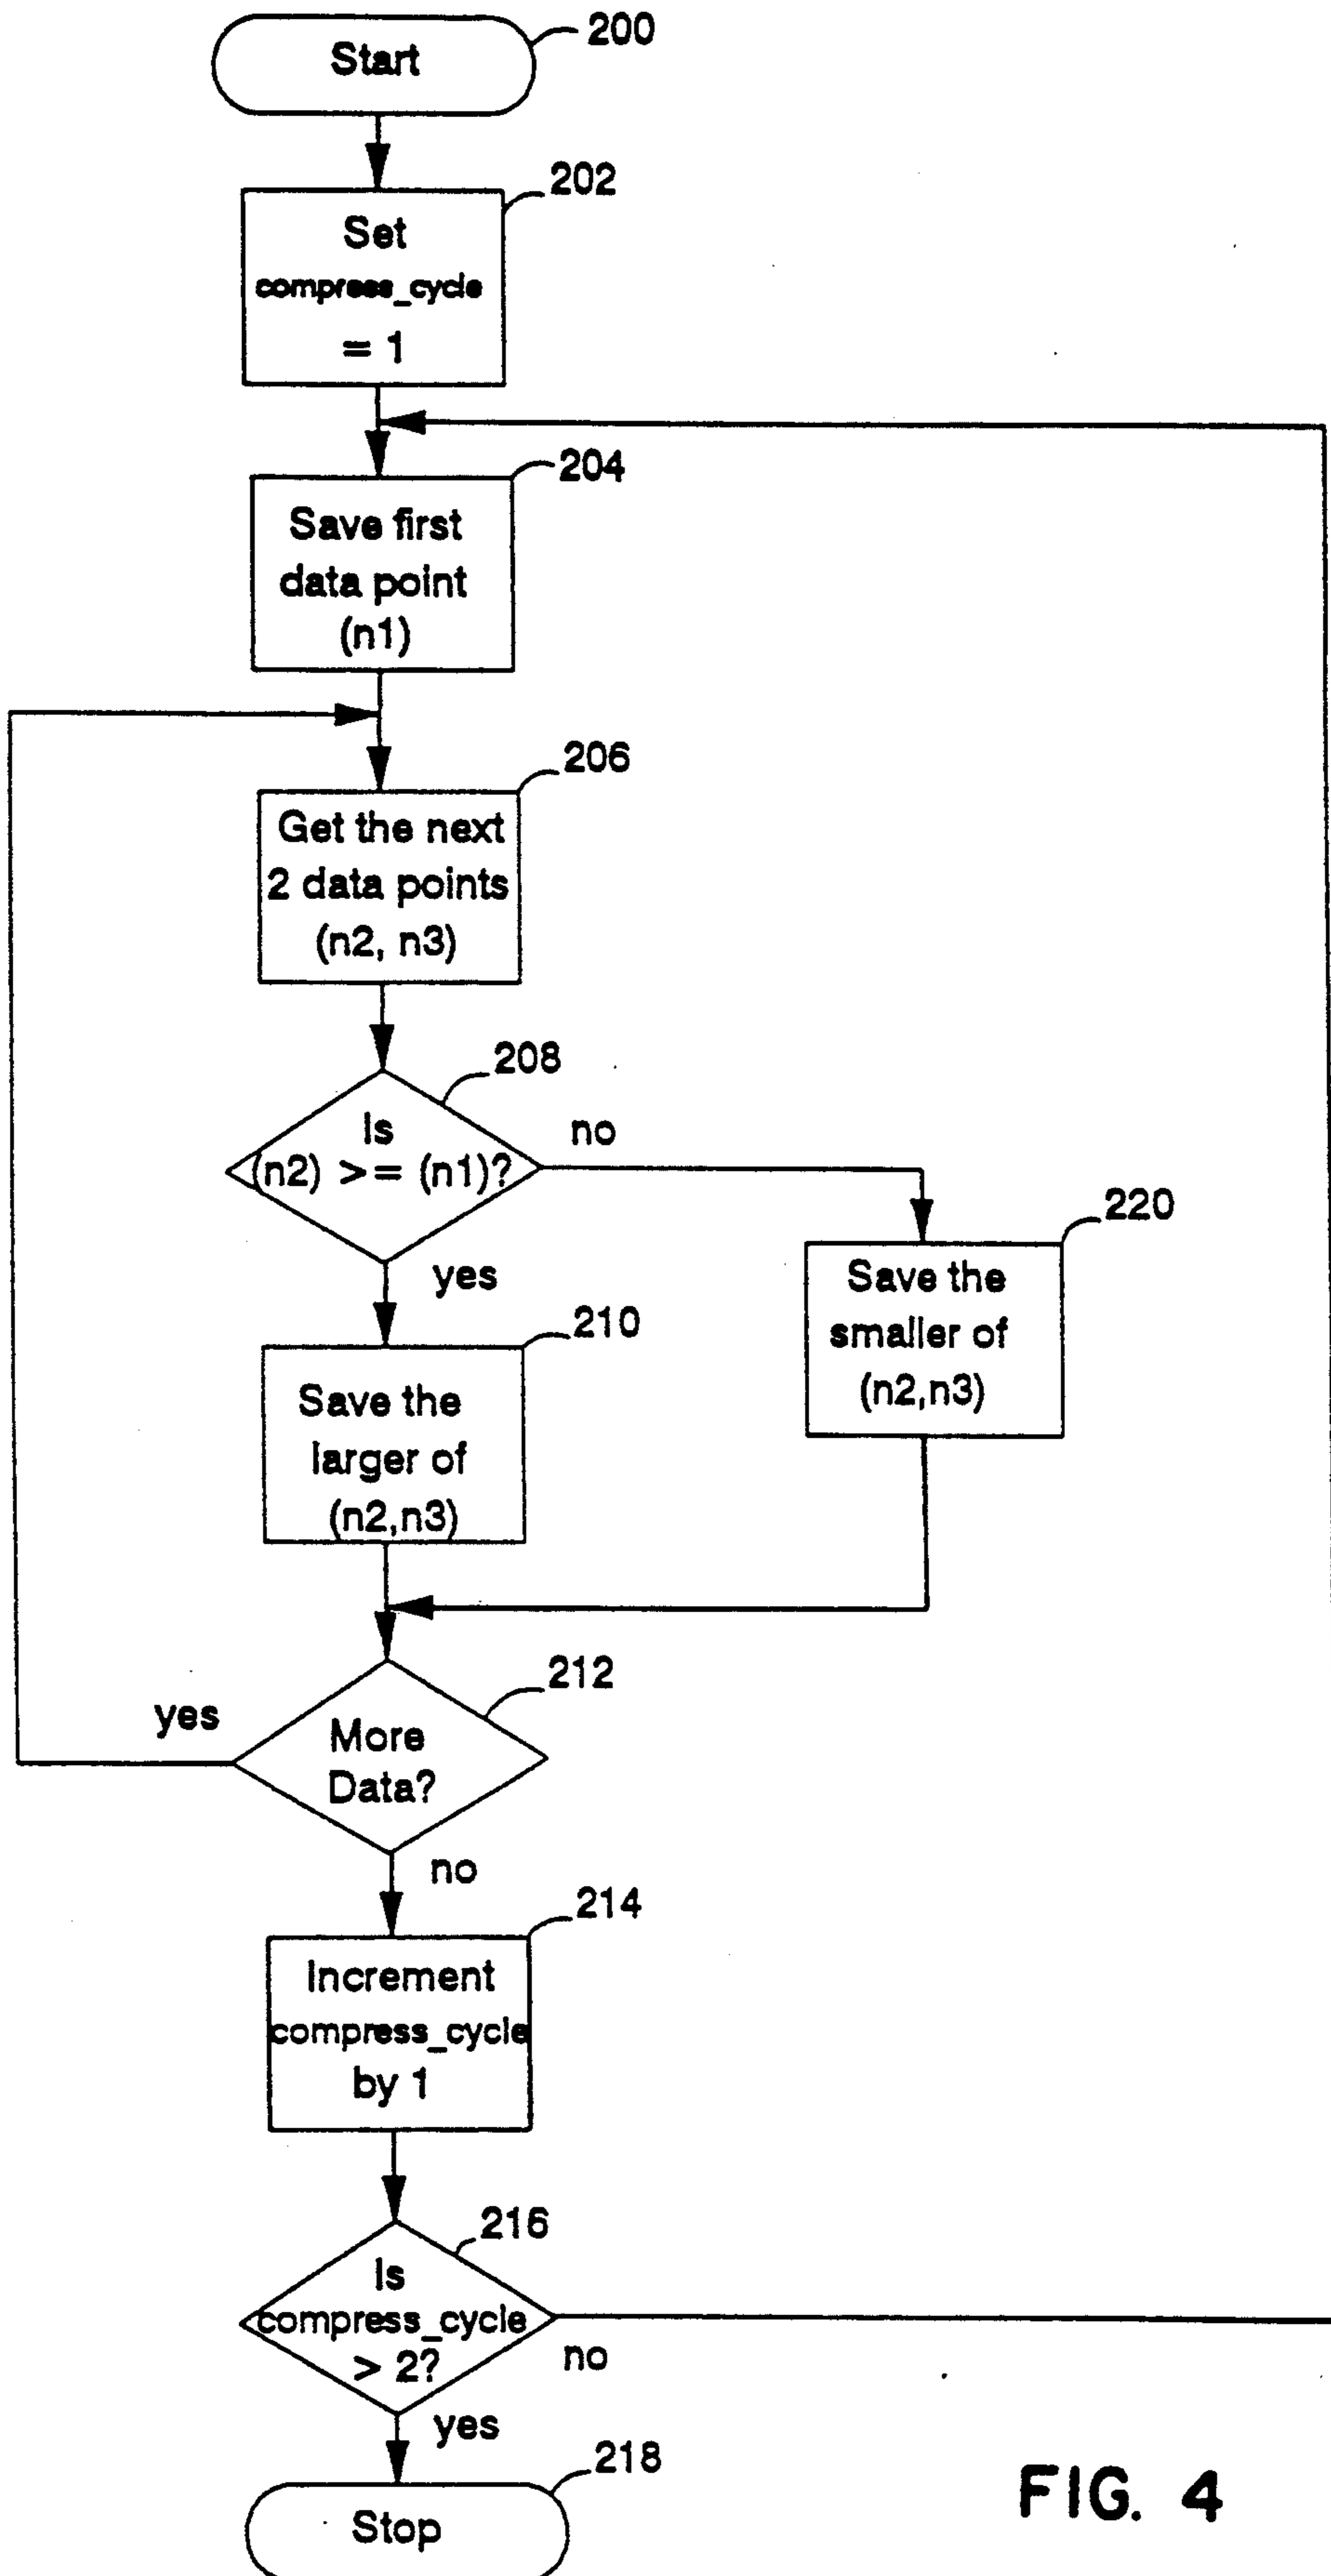 200
Start
202
Set
compress_cycle
= 1
204
Save first
data point
(n1)
206
Get the next
2 data points
(n2, n3)
208
Is
(n2) >= (n1)?
no
yes
220
Save the
smaller of
(n2,n3)
210
Save the
larger of
(n2,n3)
212
yes
More
Data?
no
214
Increment
compress_cycle
by 1
216
Is
compress_cycle
> 2?
no
yes
218
Stop
FIG. 4